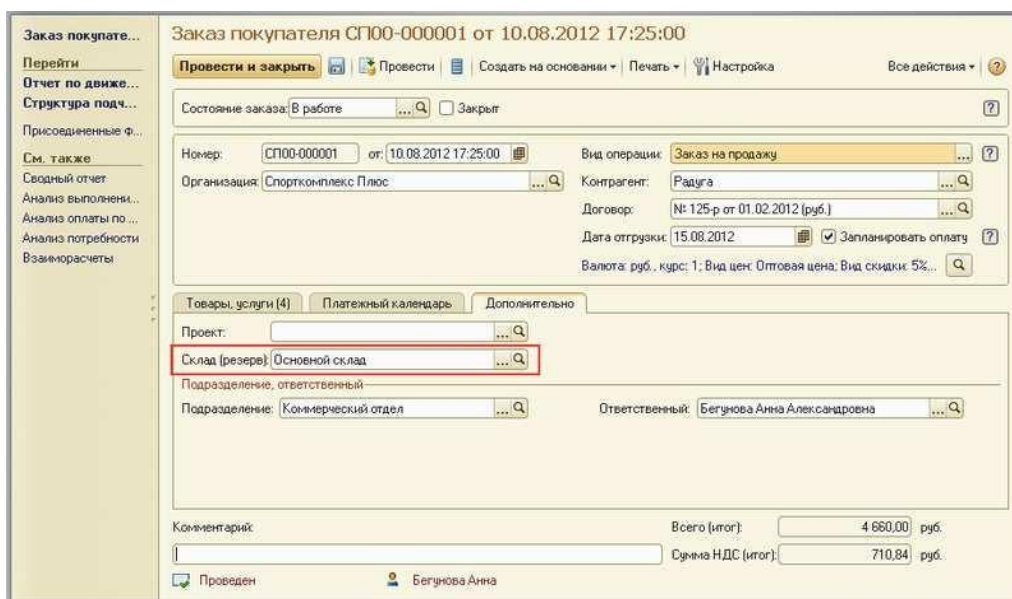 Заказ покупате...
Перейти
Отчет по движе...
Структура подч...
Присоединенные ф...
См. также
Сводный отчет
Анализ выполнени...
Анализ оплаты по ...
Анализ потребности
Взаиморасчеты
Заказ покупателя СП00-000001 от 10.08.2012 17:25:00
Провести и закрыть Провести Создать на основании Печать Настройка Все действия ?
Состояние заказа: В работе ... Закрыт ?
Номер: СП00-000001 от: 10.08.2012 17:25:00 Вид операции: Заказ на продажу ... ?
Организация: Спорткомплекс Плюс ... Контрагент: Радуга ...
Договор: № 125-р от 01.02.2012 (руб.) ...
Дата отгрузки: 15.08.2012 Запланировать оплату ?
Валюта: руб., курс: 1; Вид цен: Оптовая цена; Вид скидки: 5%...
Товары, услуги (4) Платежный календарь Дополнительно
Проект: ...
Склад (резерв): Основной склад ...
Подразделение, ответственный
Подразделение: Коммерческий отдел ... Ответственный: Бегунова Анна Александровна ...
Комментарий: Всего (итог): 4 660,00 руб.
Сумма НДС (итог): 710,84 руб.
Проведен Бегунова Анна